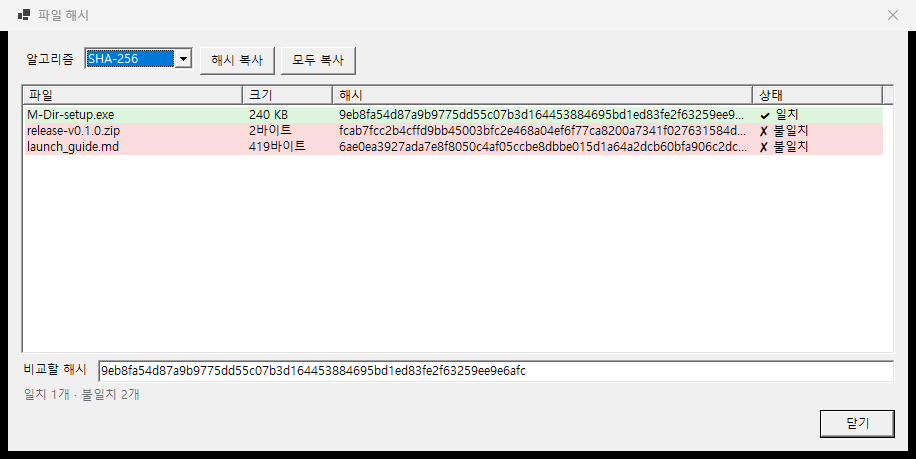 파일 해시
알고리즘 SHA-256 해시 복사 모두 복사
파일 크기 해시 상태
M-Dir-setup.exe 240 KB 9eb8fa54d87a9b9775dd55c07b3d164453884695bd1ed83fe2f63259ee9... ✔ 일치
release-v0.1.0.zip 2바이트 fcab7fcc2b4cffd9bb45003bfc2e468a04ef6f77ca8200a7341f027631584d... ✗ 불일치
launch_guide.md 419바이트 6ae0ea3927ada7e8f8050c4af05ccbe8dbbe015d1a64a2dcb60bfa906c2dc... ✗ 불일치
비교할 해시 9eb8fa54d87a9b9775dd55c07b3d164453884695bd1ed83fe2f63259ee9e6afc
일치 1개 · 불일치 2개
닫기